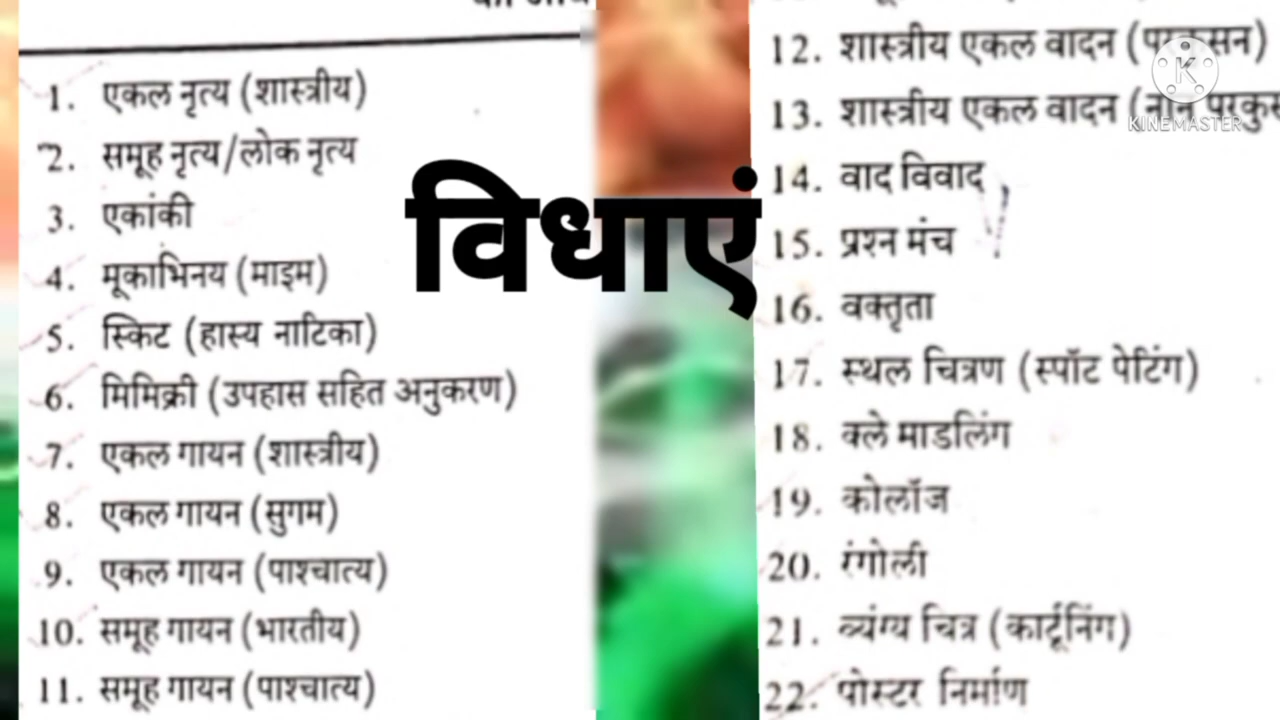 1. एकल नृत्य (शास्त्रीय)
2. समूह नृत्य/लोक नृत्य
3. एकांकी
4. मूकाभिनय (माइम)
5. स्किट (हास्य नाटिका)
6. मिमिक्री (उपहास सहित अनुकरण)
7. एकल गायन (शास्त्रीय)
8. एकल गायन (सुगम)
9. एकल गायन (पाश्चात्य)
10. समूह गायन (भारतीय)
11. समूह गायन (पाश्चात्य)
विधाएं
12. शास्त्रीय एकल वादन
13. शास्त्रीय एकल वादन
14. वाद विवाद
15. प्रश्न मंच
16. वक्तृता
17. स्थल चित्रण (स्पॉट पेटिंग)
18. क्ले माडलिंग
19. कोलॉज
20. रंगोली
21. व्यंग्य चित्र (कार्टूनिंग)
22. पोस्टर निर्माण
K
KINEMASTER